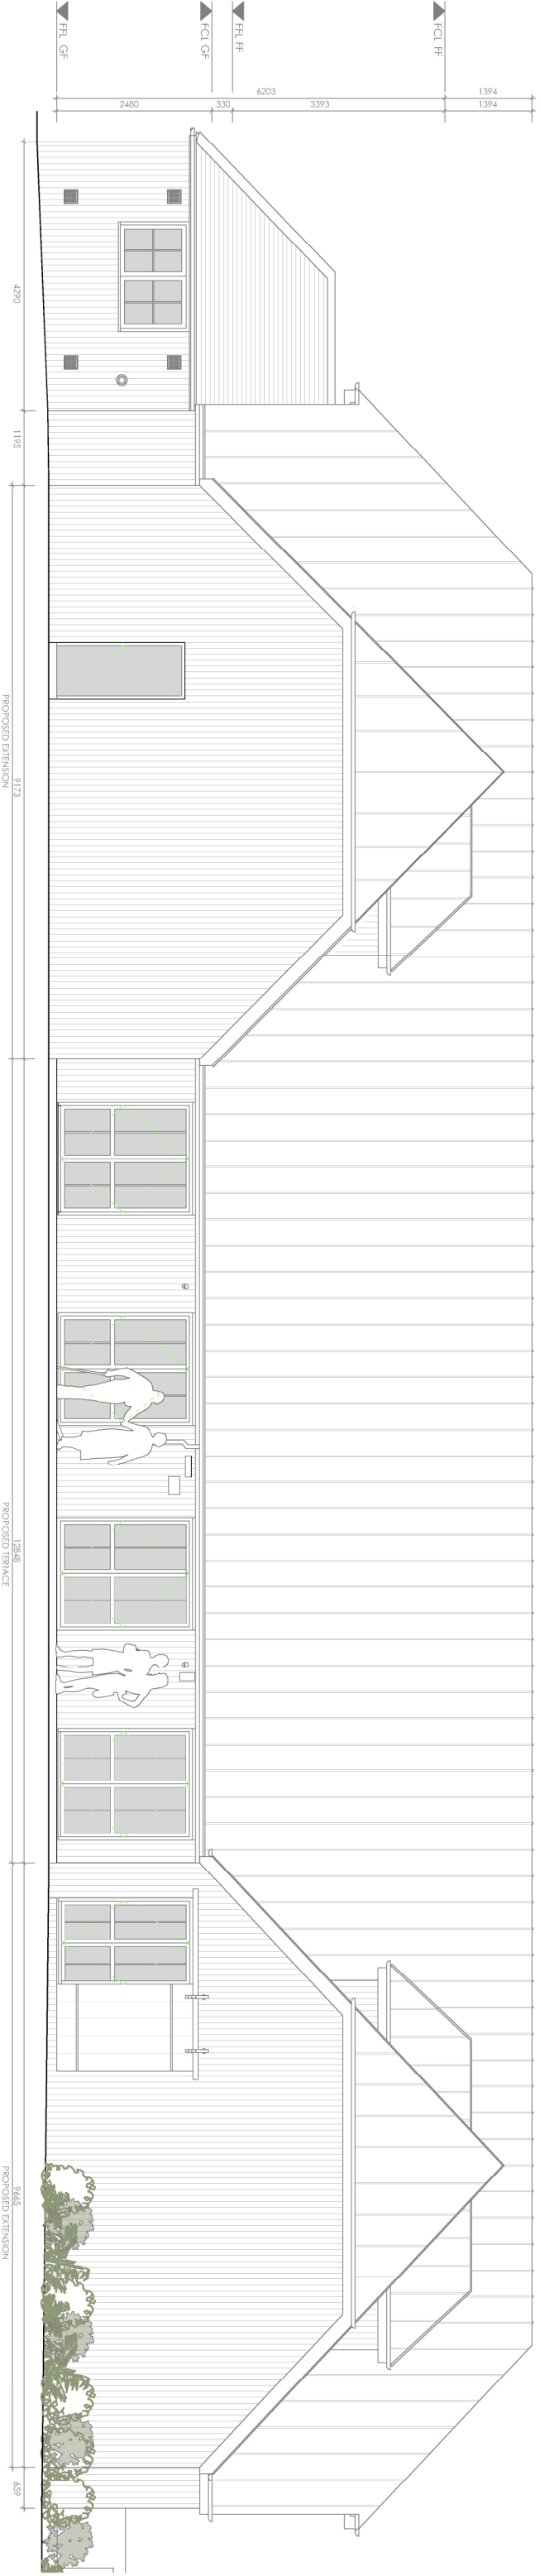 FFL GF
FCL GF
FFL FF
FCL FF
6203
1394
2480
330
3393
1394
4290
1195
9173
PROPOSED EXTENSION
12848
PROPOSED TERRACE
9665
PROPOSED EXTENSION
659